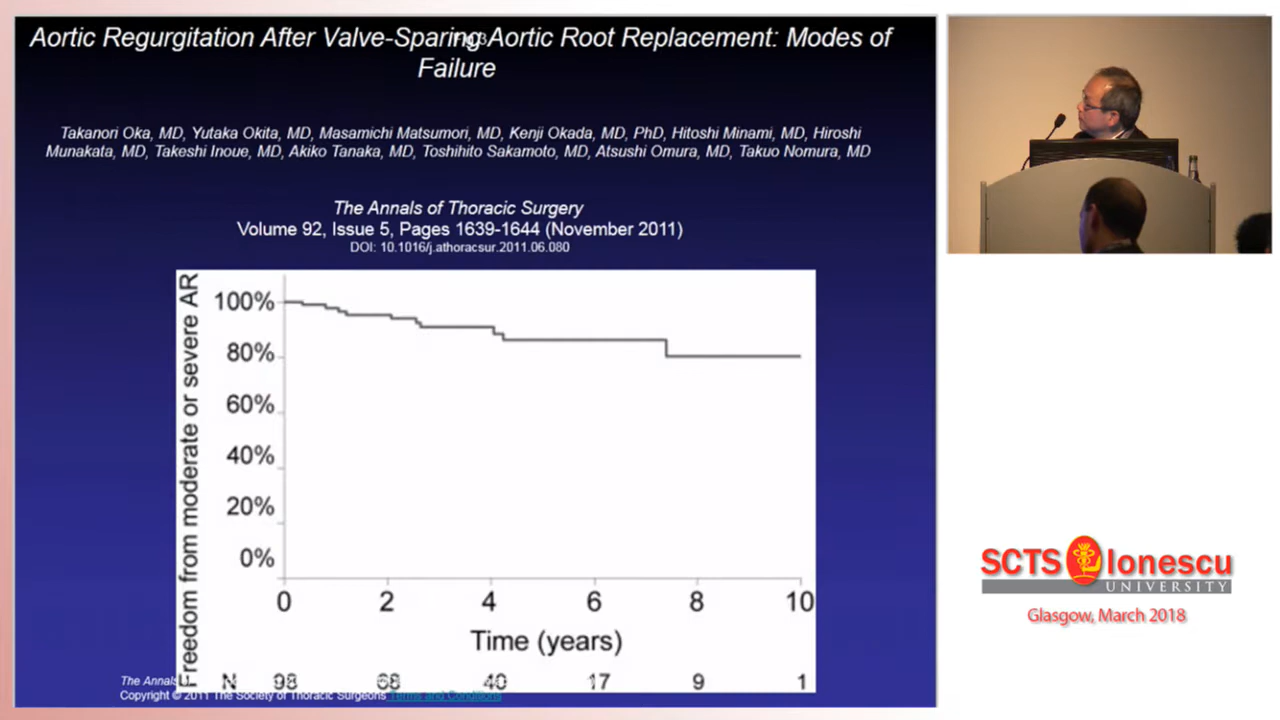 Aortic Regurgitation After Valve-Sparing Aortic Root Replacement: Modes of
Failure
Takanori Oka, MD, Yutaka Okita, MD, Masamichi Matsumori, MD, Kenji Okada, MD, PhD, Hitoshi Minami, MD, Hiroshi
Munakata, MD, Takeshi Inoue, MD, Akiko Tanaka, MD, Toshihito Sakamoto, MD, Atsushi Omura, MD, Takuo Nomura, MD
The Annals of Thoracic Surgery
Volume 92, Issue 5, Pages 1639-1644 (November 2011)
DOI: 10.1016/j.athoracsur.2011.06.080
Freedom from moderate or severe AR
100%
80%
60%
40%
20%
0%
0 2 4 6 8 10
Time (years)
N 98 68 40 17 9 1
The Annals
Copyright © 2011 The Society of Thoracic Surgeons Terms and Conditions
SCTS Ionescu
UNIVERSITY
Glasgow, March 2018